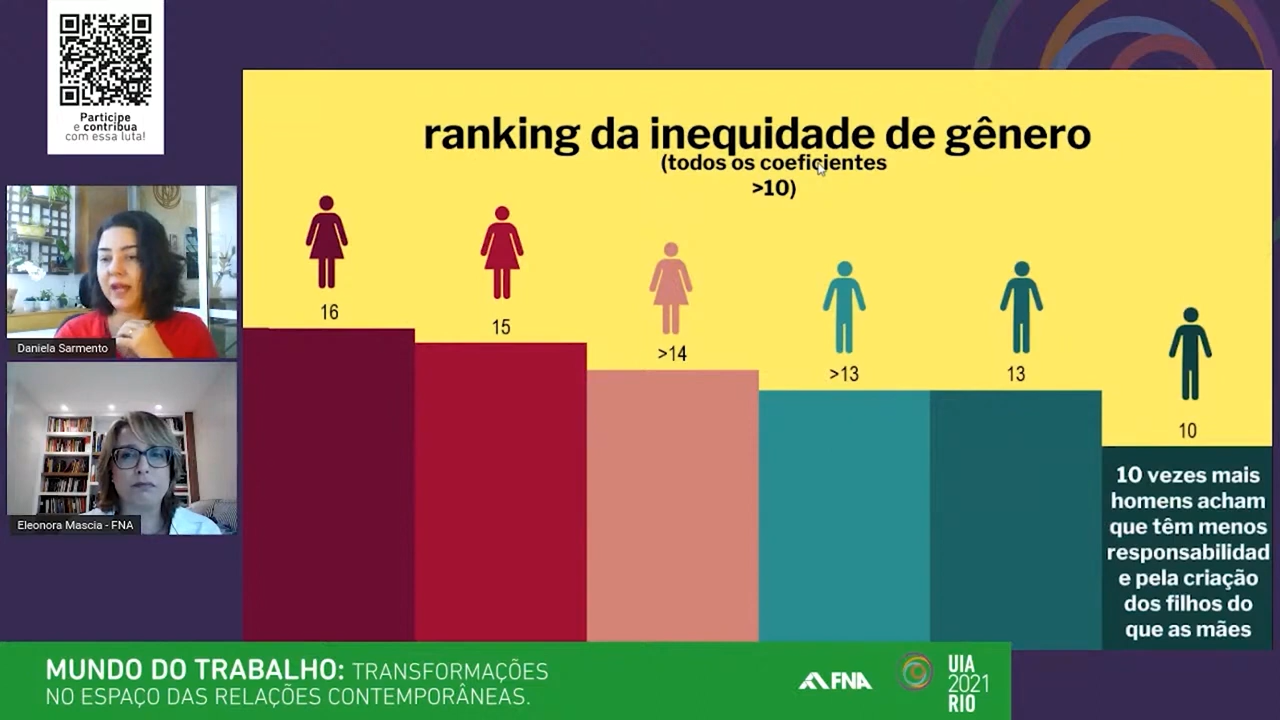 Participe
e contribua
com essa luta!
ranking da inequidade de gênero
(todos os coeficientes
>10)
16
15
>14
>13
13
10
10 vezes mais
homens acham
que têm menos
responsabilidad
e pela criação
dos filhos do
que as mães
Daniela Sarmento
Eleonora Mascia - FNA
MUNDO DO TRABALHO: TRANSFORMAÇÕES
NO ESPAÇO DAS RELAÇÕES CONTEMPORÂNEAS.
FNA
UIA
2021
RIO